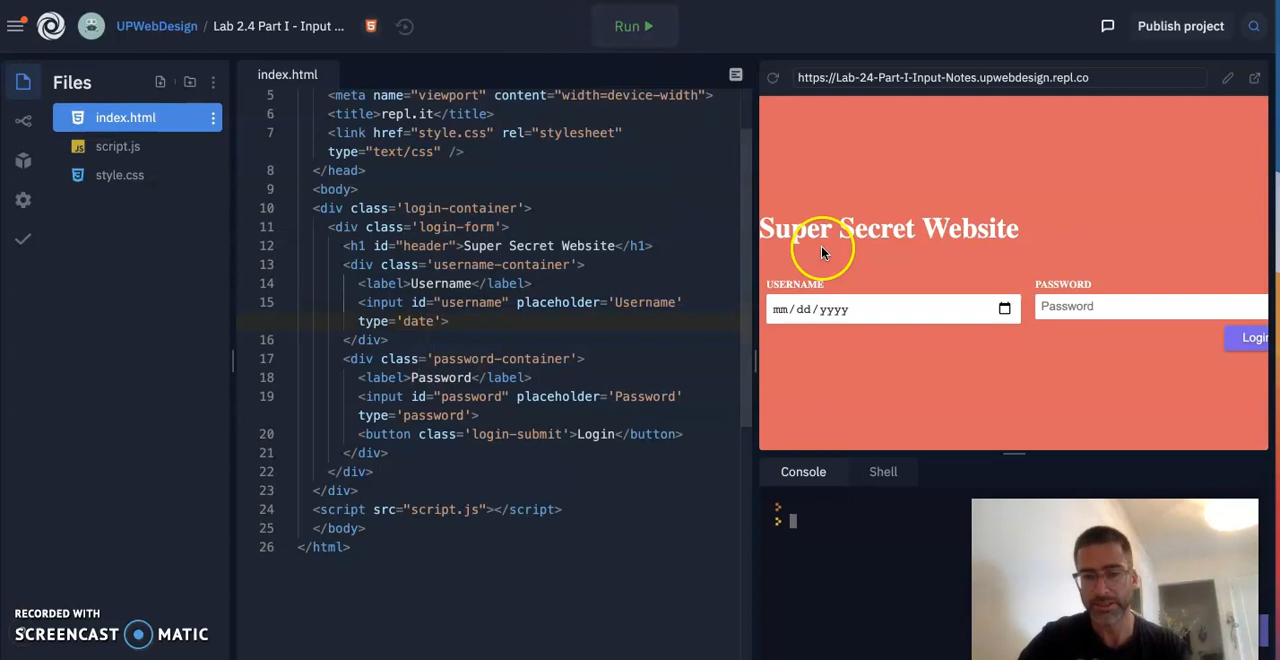 UPWebDesign / Lab 2.4 Part I - Input ...
Run
Publish project
Files
index.html
script.js
style.css
index.html
5 <meta name="viewport" content="width=device-width">
6 <title>repl.it</title>
7 <link href="style.css" rel="stylesheet"
type="text/css" />
8 </head>
9 <body>
10 <div class='login-container'>
11 <div class='login-form'>
12 <h1 id="header">Super Secret Website</h1>
13 <div class='username-container'>
14 <label>Username</label>
15 <input id="username" placeholder='Username'
type='date'>
16 </div>
17 <div class='password-container'>
18 <label>Password</label>
19 <input id="password" placeholder='Password'
type='password'>
20 <button class='login-submit'>Login</button>
21 </div>
22 </div>
23 </div>
24 <script src="script.js"></script>
25 </body>
26 </html>
https://Lab-24-Part-I-Input-Notes.upwebdesign.repl.co
Super Secret Website
USERNAME
PASSWORD
mm/dd/yyyy
Password
Login
Console
Shell
RECORDED WITH
SCREENCAST MATIC